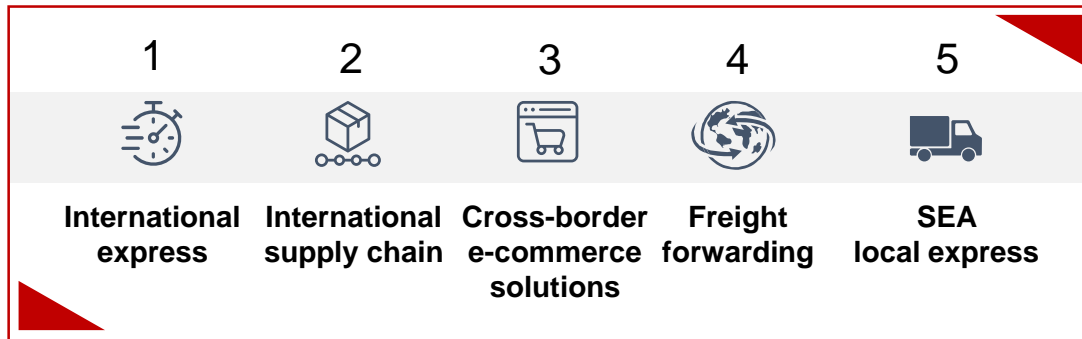 1 2 3 4 5
International express
International supply chain
Cross-border e-commerce solutions
Freight forwarding
SEA local express